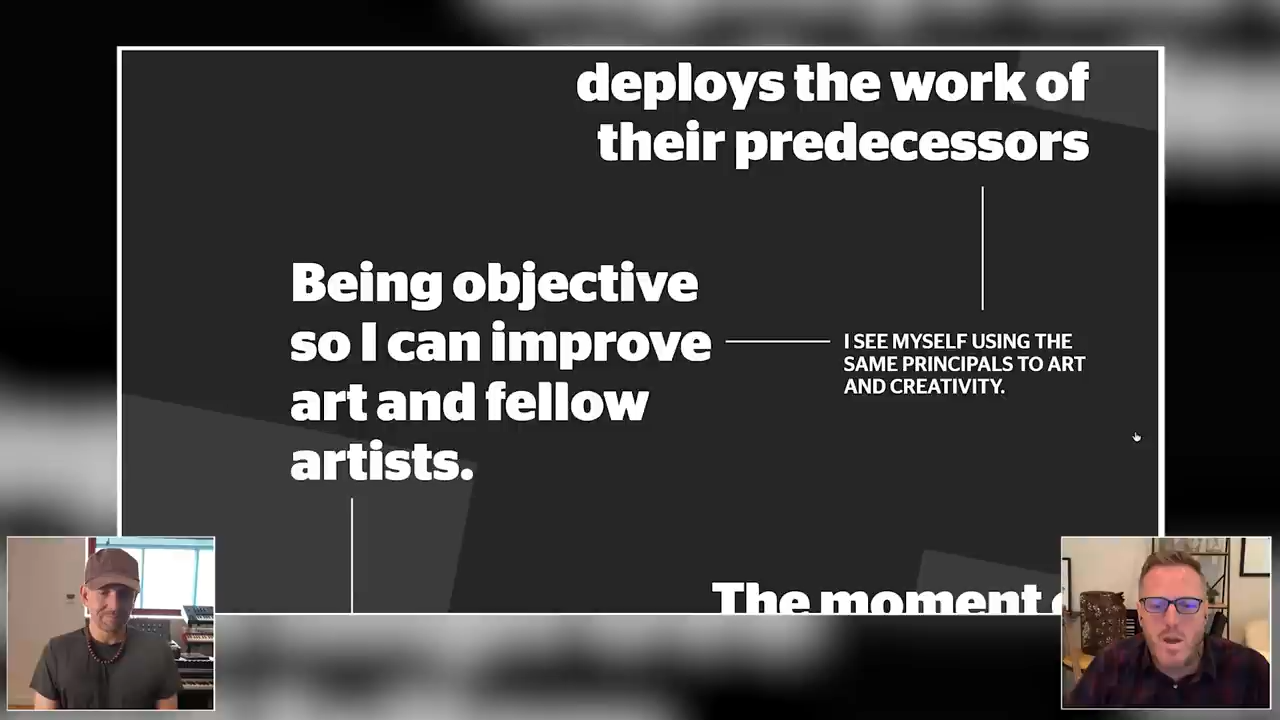 deploys the work of
their predecessors
Being objective
so I can improve
art and fellow
artists.
I SEE MYSELF USING THE
SAME PRINCIPALS TO ART
AND CREATIVITY.
The moment